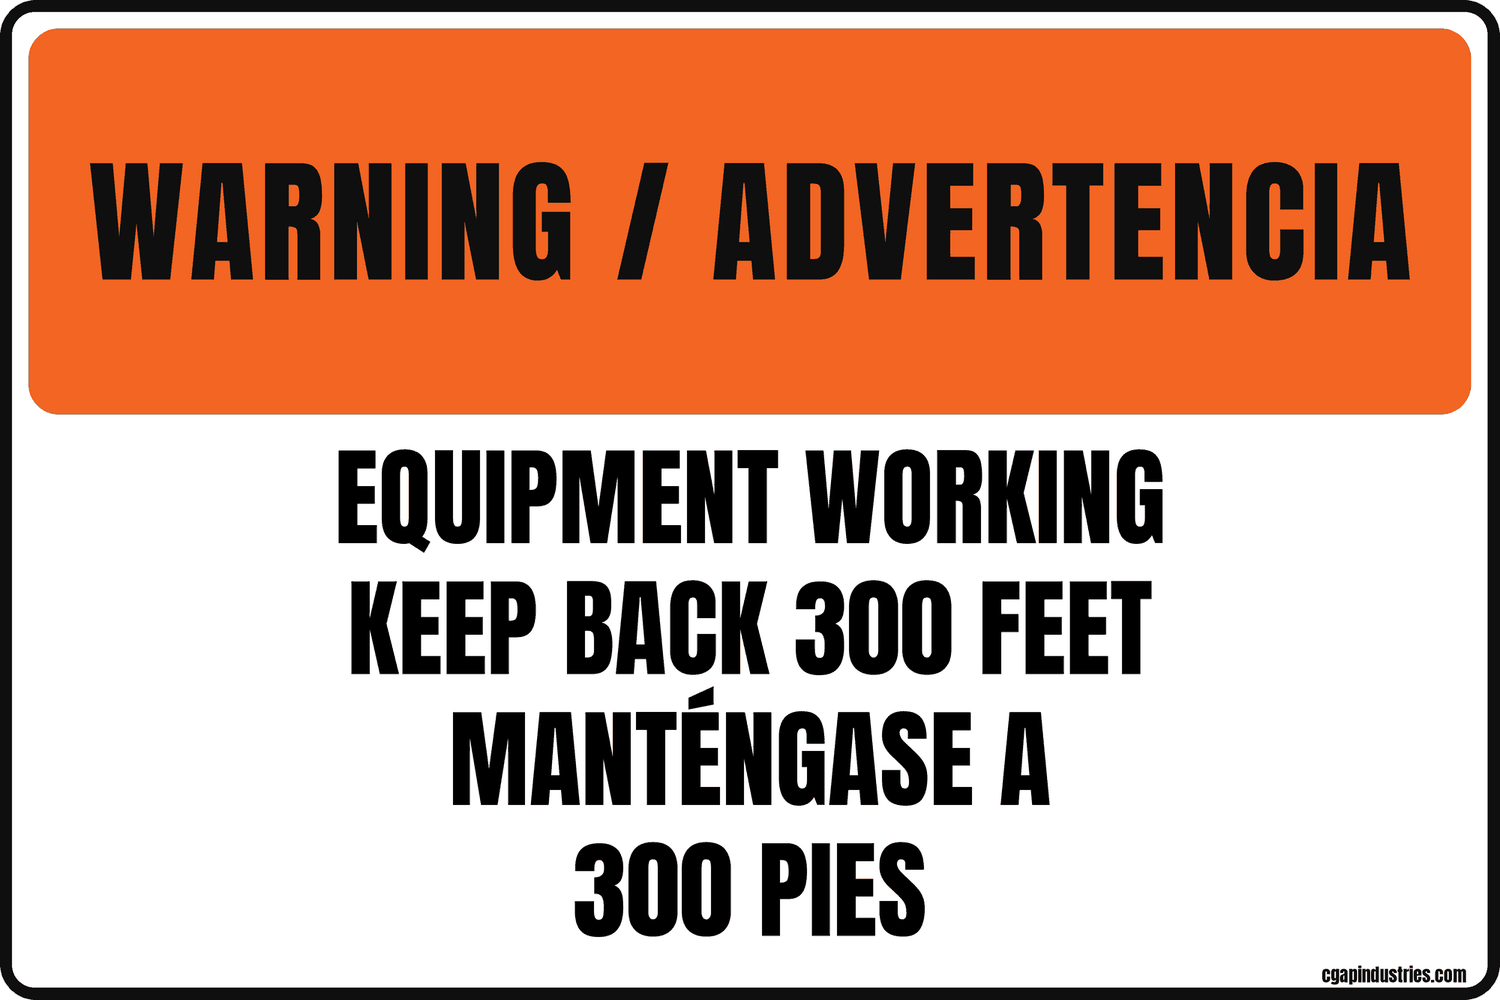 WARNING / ADVERTENCIA
EQUIPMENT WORKING
KEEP BACK 300 FEET
MANTÉNGASE A
300 PIES
cgapindustries.com